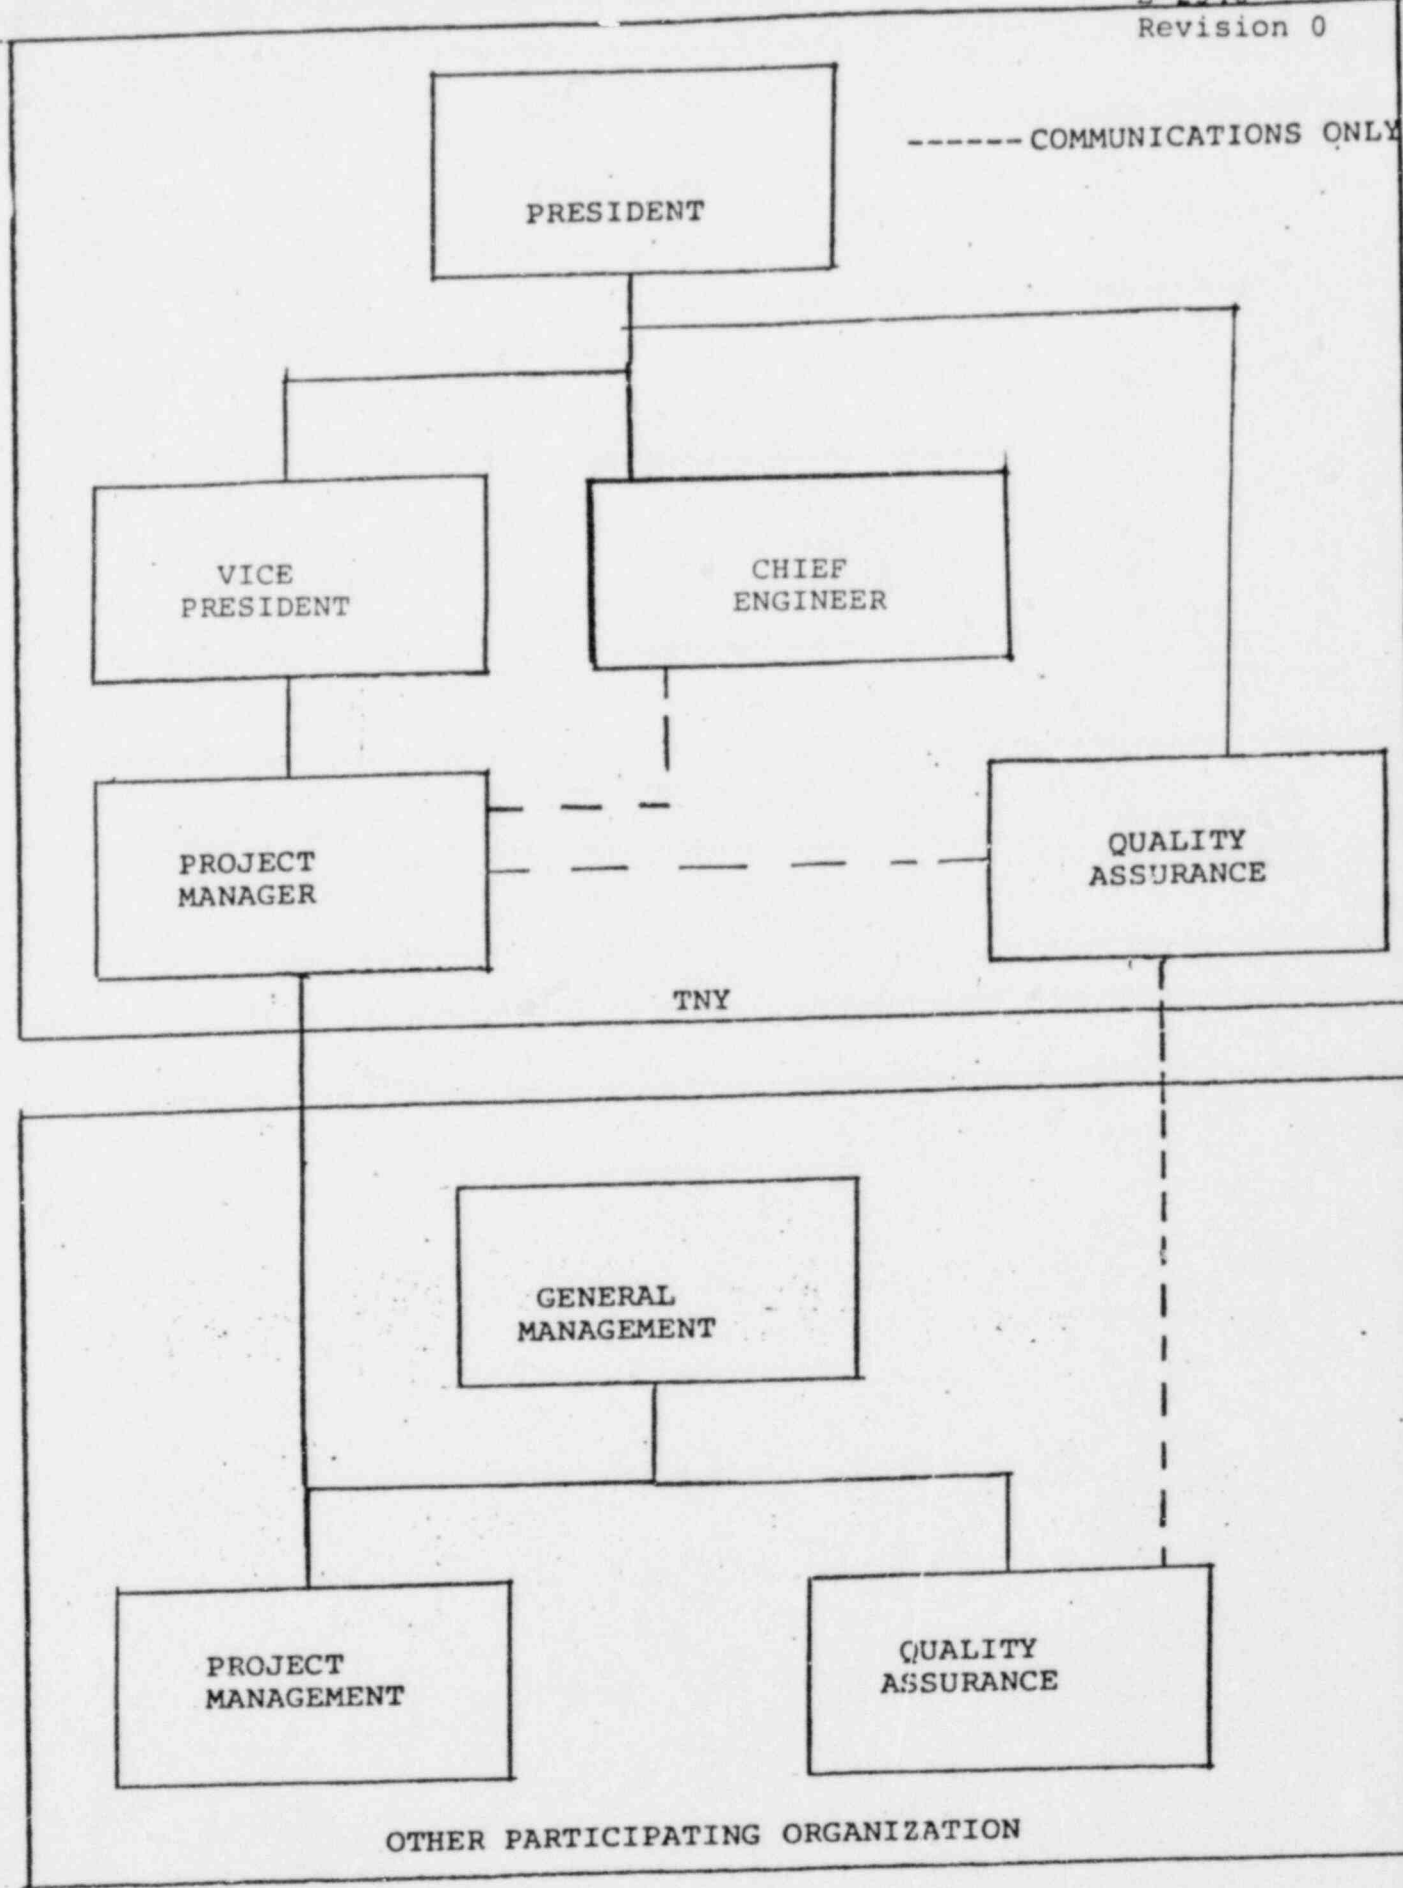 Revision 0
------ COMMUNICATIONS ONLY
PRESIDENT
VICE
PRESIDENT
CHIEF
ENGINEER
PROJECT
MANAGER
QUALITY
ASSURANCE
TNY
GENERAL
MANAGEMENT
PROJECT
MANAGEMENT
QUALITY
ASSURANCE
OTHER PARTICIPATING ORGANIZATION